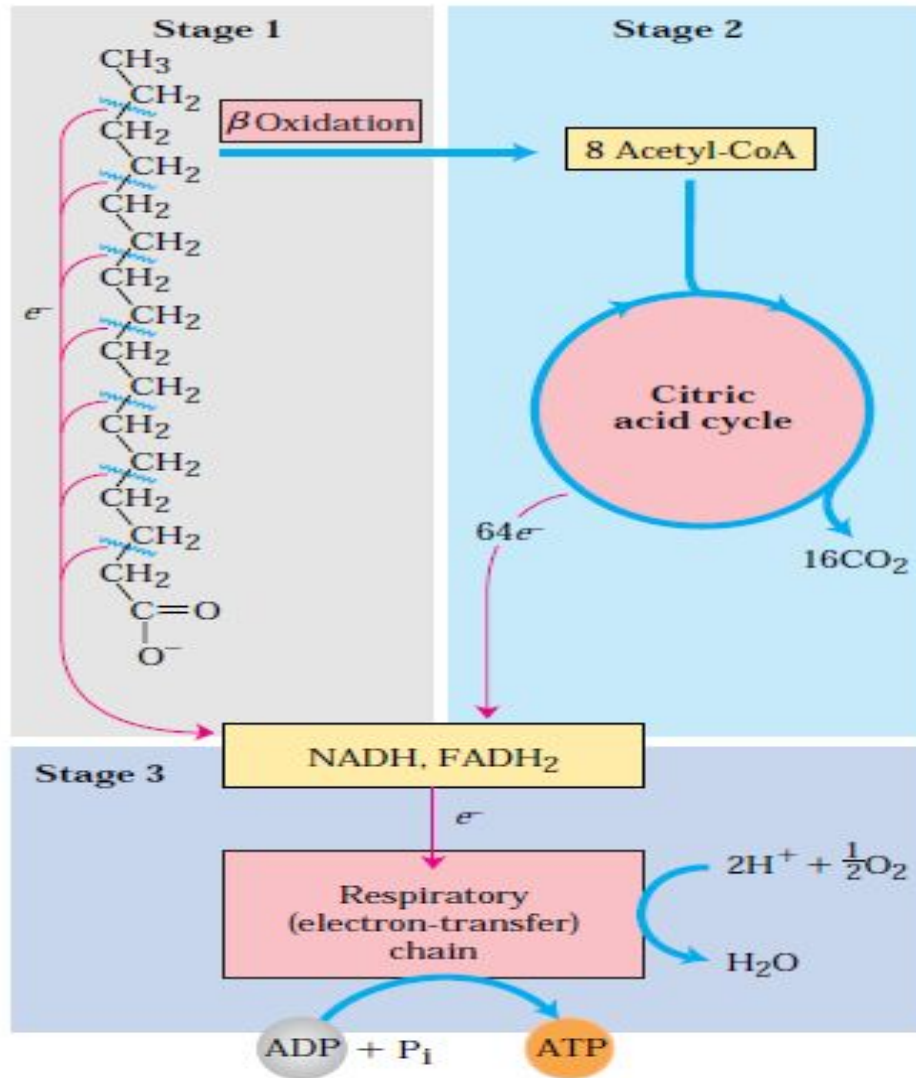 Stage 1
CH3
CH2
CH2
CH2
CH2
CH2
CH2
CH2
CH2
CH2
CH2
CH2
CH2
CH2
CH2
C=O
O−
e−
β Oxidation
Stage 2
8 Acetyl-CoA
Citric
acid cycle
64e−
16CO2
Stage 3
NADH, FADH2
e−
Respiratory
(electron-transfer)
chain
2H+ + 1/2O2
H2O
ADP + Pi
ATP